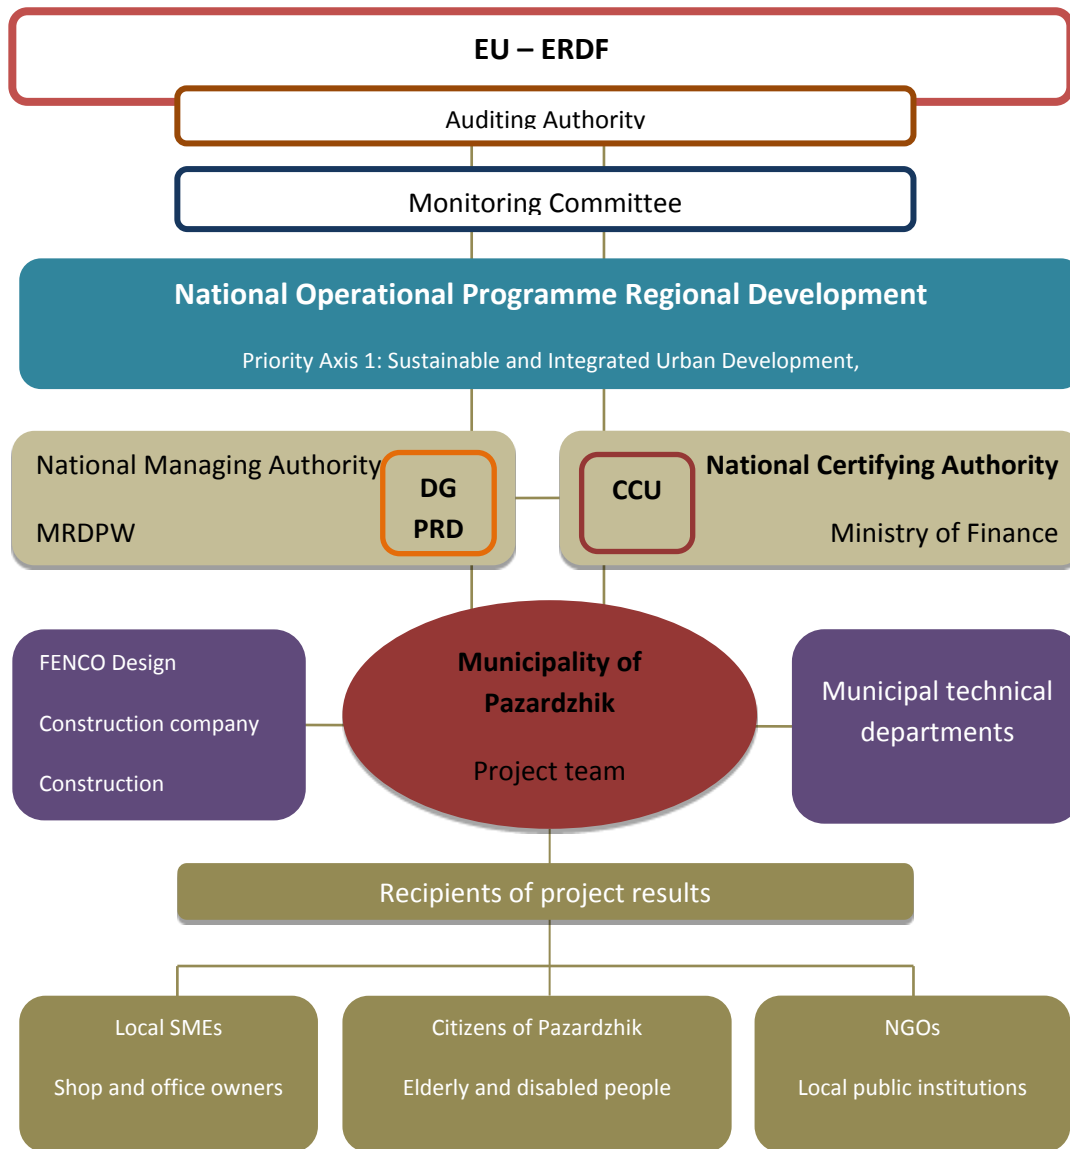 EU – ERDF
Auditing Authority
Monitoring Committee
National Operational Programme Regional Development
Priority Axis 1: Sustainable and Integrated Urban Development,
National Managing Authority
MRDPW
DG
PRD
CCU
National Certifying Authority
Ministry of Finance
FENCO Design
Construction company
Construction
Municipality of
Pazardzhik
Project team
Municipal technical
departments
Recipients of project results
Local SMEs
Shop and office owners
Citizens of Pazardzhik
Elderly and disabled people
NGOs
Local public institutions